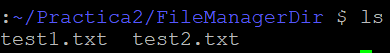 :~/Practica2/FileManagerDir $ ls
test1.txt  test2.txt